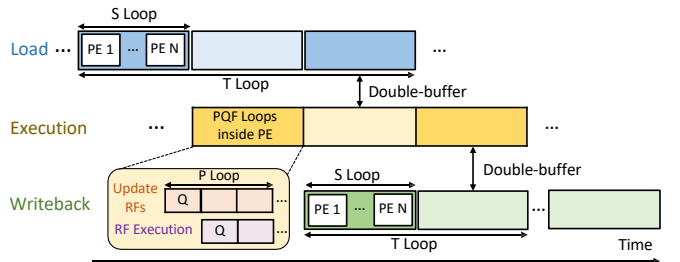 S Loop
Load ... PE 1 ... PE N ...
T Loop
Double-buffer
Execution ... PQF Loops
inside PE ...
Double-buffer
P Loop
Update
RFs Q ...
RF Execution Q ...
S Loop
Writeback PE 1 ... PE N ...
T Loop
Time